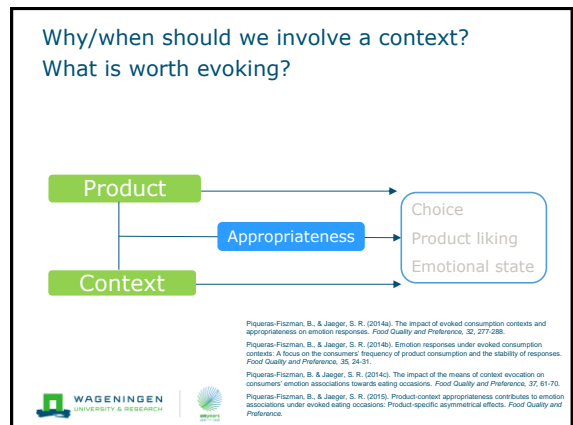 Why/when should we involve a context?
What is worth evoking?
Product
Appropriateness
Context
Choice
Product liking
Emotional state
Piqueras-Fiszman, B., & Jaeger, S. R. (2014a). The impact of evoked consumption contexts and
appropriateness on emotion responses. Food Quality and Preference, 32, 277-288.
Piqueras-Fiszman, B., & Jaeger, S. R. (2014b). Emotion responses under evoked consumption
contexts: A focus on the consumers' frequency of product consumption and the stability of responses.
Food Quality and Preference, 35, 24-31.
Piqueras-Fiszman, B. & Jaeger, S. R. (2014c). The impact of the means of context evocation on
consumers' emotion associations towards eating occasions. Food Quality and Preference, 37, 61-70.
Piqueras-Fiszman, B., & Jaeger, S. R. (2015). Product-context appropriateness contributes to emotion
associations under evoked eating occasions: Product-specific asymmetrical effects. Food Quality and
Preference.
WAGENINGEN
UNIVERSITY & RESEARCH